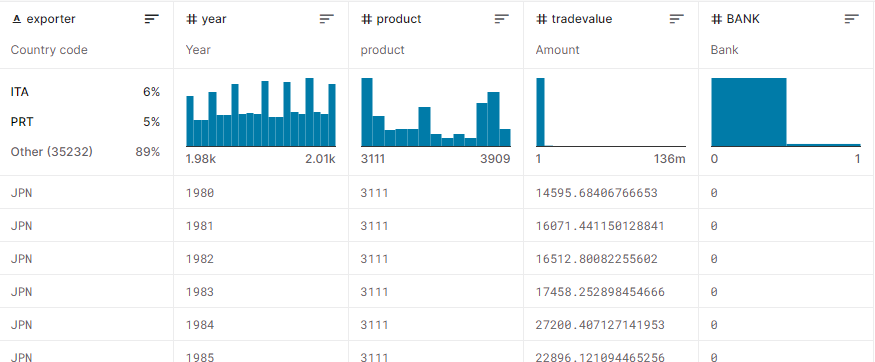 exporter year product tradevalue BANK
Country code Year product Amount Bank
ITA 6%
PRT 5%
Other (35232) 89%
1.98k 2.01k 3111 3909 1 136m 0 1
JPN 1980 3111 14595.68406766653 0
JPN 1981 3111 16071.441150128841 0
JPN 1982 3111 16512.80082255602 0
JPN 1983 3111 17458.252898454666 0
JPN 1984 3111 27200.407127141953 0
JPN 1985 3111 22896.121094465256 0